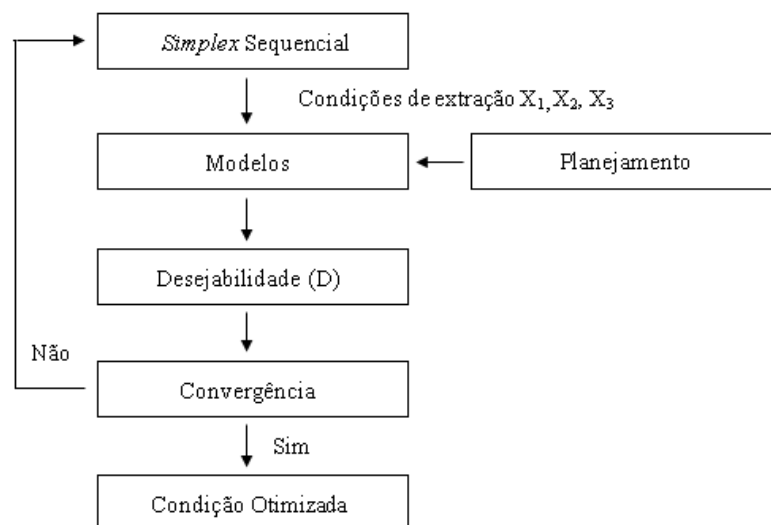 Simplex Sequencial
Condições de extração X₁, X₂, X₃
Modelos
Planejamento
Desejabilidade (D)
Não
Convergência
Sim
Condição Otimizada